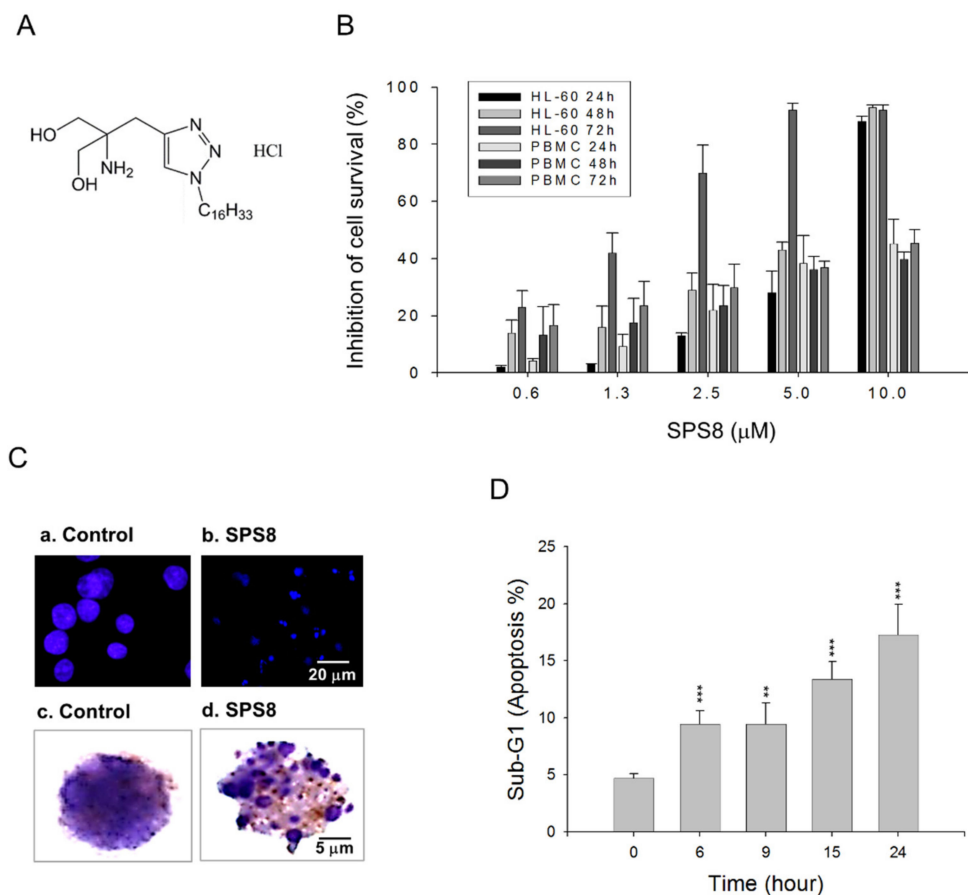 A
HO
NH2
OH
N
N
N
C16H33
HCl
B
Inhibition of cell survival (%)
100
80
60
40
20
0
HL-60 24h
HL-60 48h
HL-60 72h
PBMC 24h
PBMC 48h
PBMC 72h
0.6 1.3 2.5 5.0 10.0
SPS8 (μM)
C
a. Control b. SPS8
20 μm
c. Control d. SPS8
5 μm
D
Sub-G1 (Apoptosis %)
25
20
15
10
5
0
*** ** *** ***
0 6 9 15 24
Time (hour)